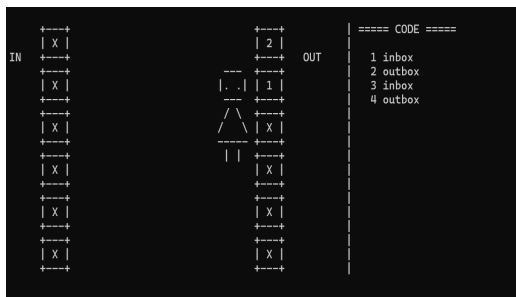 +---+ +---+ | ===== CODE =====
| X | | 2 | |
IN +---+ +---+ OUT | 1 inbox
+---+ --- +---+ | 2 outbox
| X | |. .| | 1 | | 3 inbox
+---+ --- +---+ | 4 outbox
+---+ / \ +---+ |
| X | / \ | X | |
+---+ ----- +---+ |
+---+ | | +---+ |
| X | | X | |
+---+ +---+ |
+---+ +---+ |
| X | | X | |
+---+ +---+ |
+---+ +---+ |
| X | | X | |
+---+ +---+ |